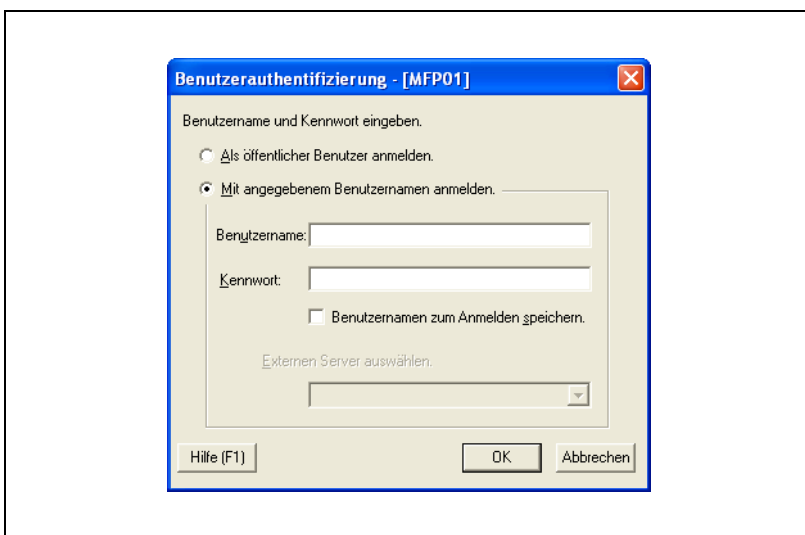 Benutzerauthentifizierung - [MFP01]
Benutzername und Kennwort eingeben.
Als öffentlicher Benutzer anmelden.
Mit angegebenem Benutzernamen anmelden.
Benutzername:
Kennwort:
Benutzernamen zum Anmelden speichern.
Externen Server auswählen.
Hilfe (F1) OK Abbrechen